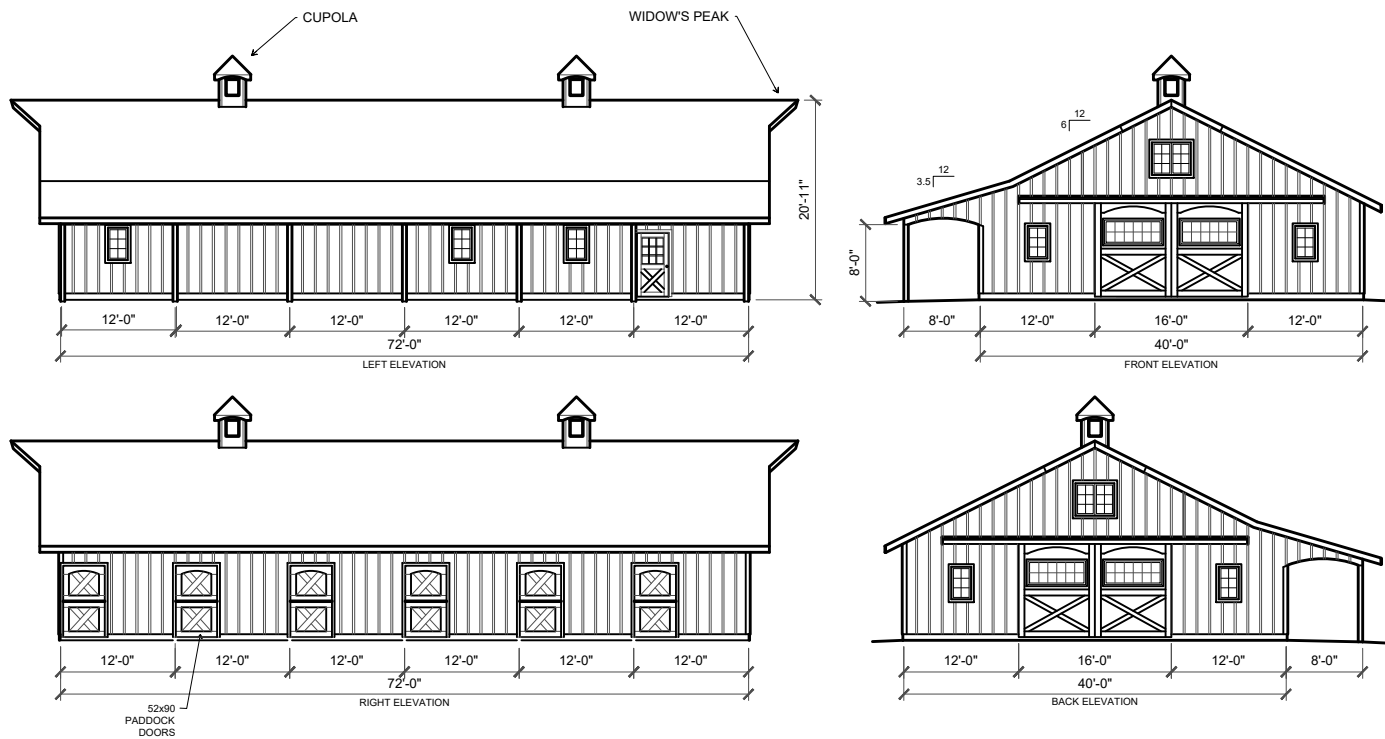 CUPOLA
WIDOW'S PEAK
20'-11"
12'-0" 12'-0" 12'-0" 12'-0" 12'-0" 12'-0"
72'-0"
LEFT ELEVATION
12
6
12
3.5
8'-0"
8'-0" 12'-0" 16'-0" 12'-0"
40'-0"
FRONT ELEVATION
12'-0" 12'-0" 12'-0" 12'-0" 12'-0" 12'-0"
72'-0"
RIGHT ELEVATION
52x90
PADDOCK
DOORS
12'-0" 16'-0" 12'-0" 8'-0"
40'-0"
BACK ELEVATION